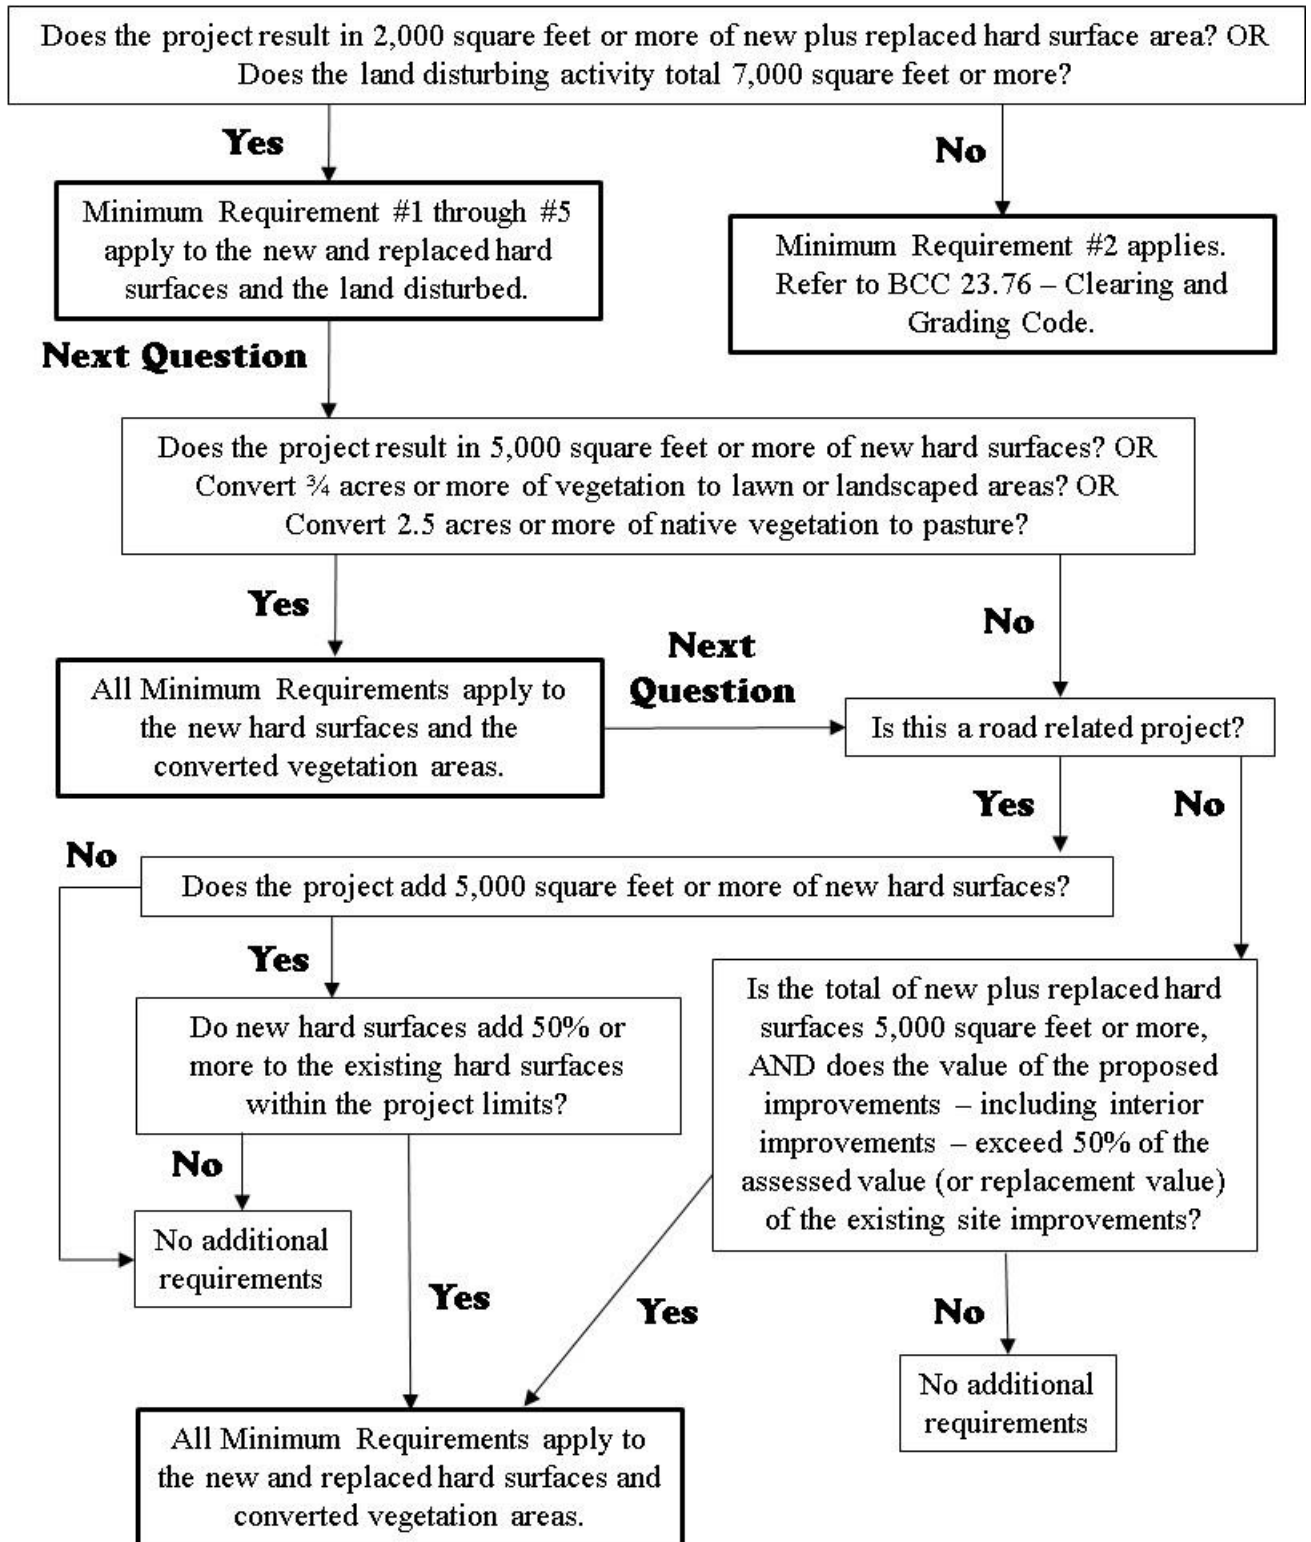 Does the project result in 2,000 square feet or more of new plus replaced hard surface area? OR
Does the land disturbing activity total 7,000 square feet or more?
Yes
No
Minimum Requirement #1 through #5
apply to the new and replaced hard
surfaces and the land disturbed.
Minimum Requirement #2 applies.
Refer to BCC 23.76 – Clearing and
Grading Code.
Next Question
Does the project result in 5,000 square feet or more of new hard surfaces? OR
Convert ¾ acres or more of vegetation to lawn or landscaped areas? OR
Convert 2.5 acres or more of native vegetation to pasture?
Yes
No
All Minimum Requirements apply to
the new hard surfaces and the
converted vegetation areas.
Next
Question
Is this a road related project?
Yes
No
No
Does the project add 5,000 square feet or more of new hard surfaces?
Yes
Do new hard surfaces add 50% or
more to the existing hard surfaces
within the project limits?
Is the total of new plus replaced hard
surfaces 5,000 square feet or more,
AND does the value of the proposed
improvements – including interior
improvements – exceed 50% of the
assessed value (or replacement value)
of the existing site improvements?
No
No additional
requirements
Yes
Yes
No
No additional
requirements
All Minimum Requirements apply to
the new and replaced hard surfaces and
converted vegetation areas.